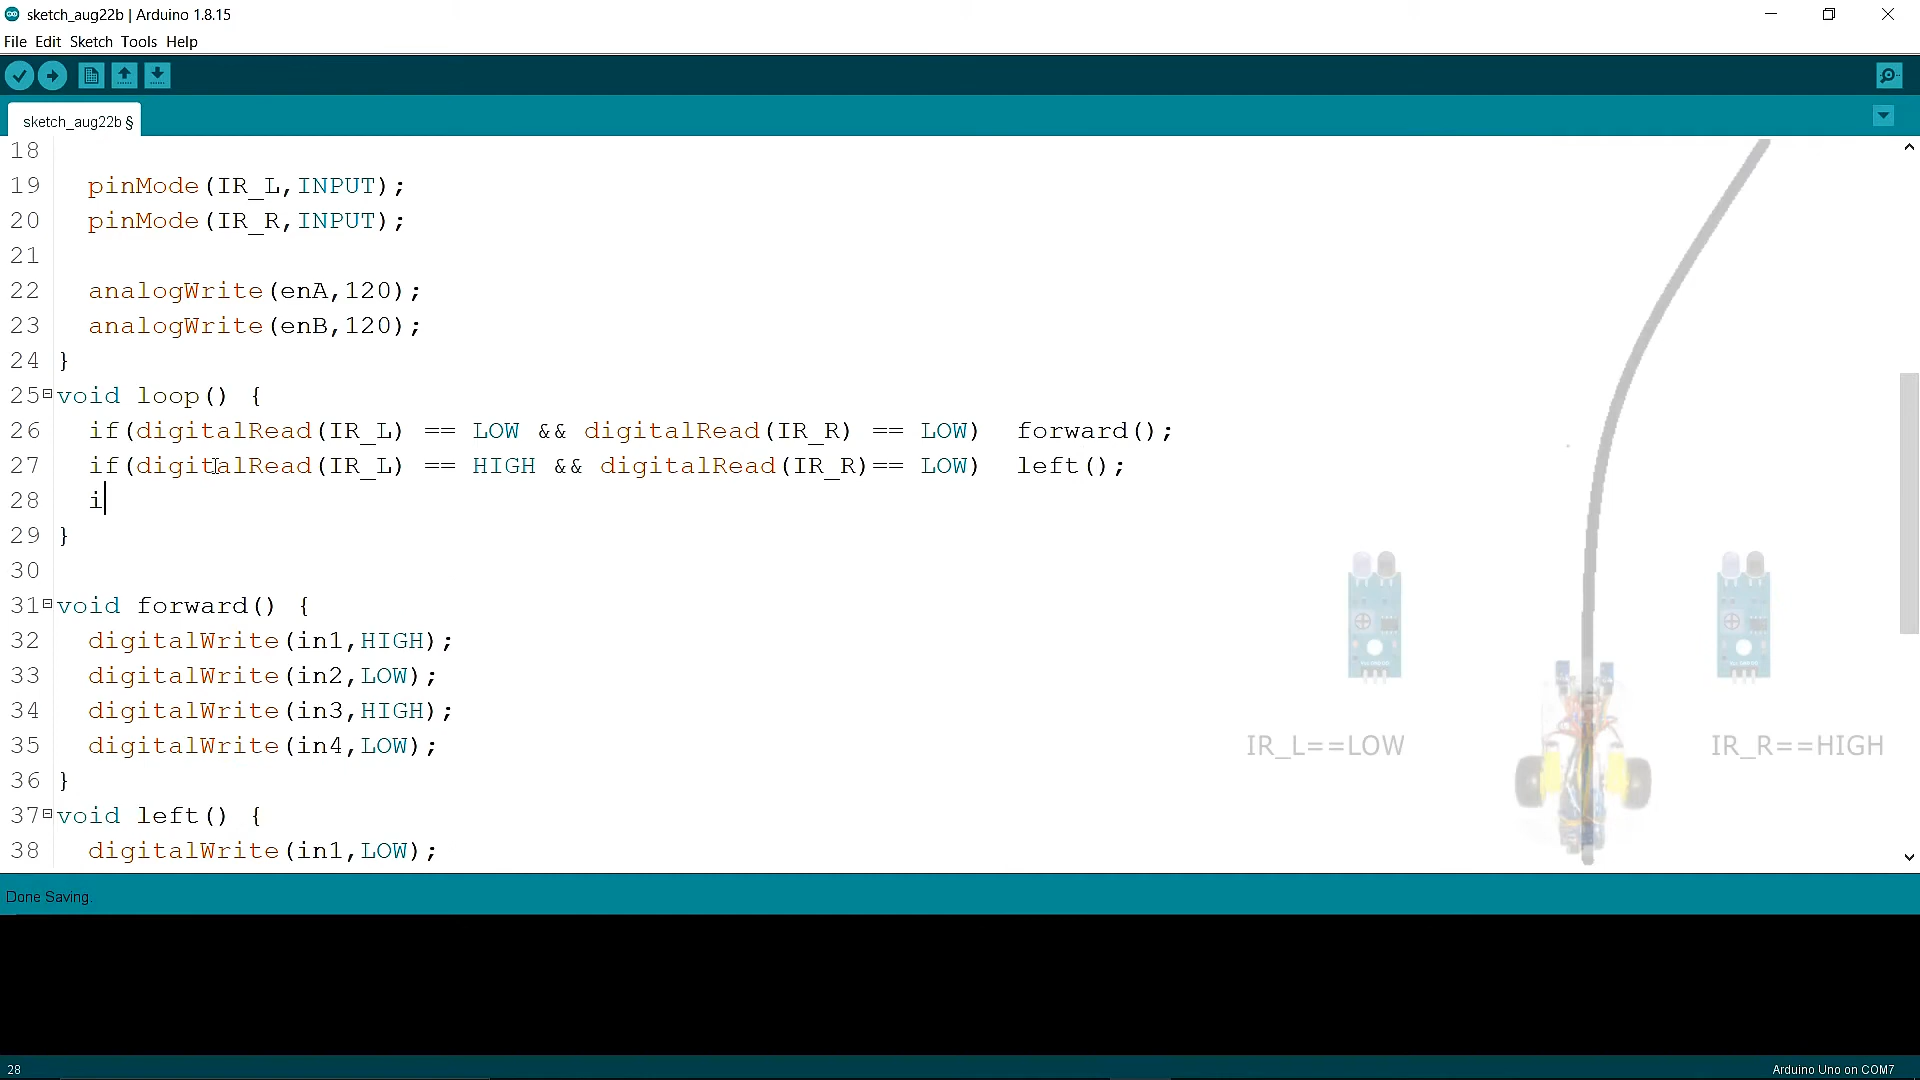 sketch_aug22b | Arduino 1.8.15
File Edit Sketch Tools Help
sketch_aug22b §
18
19 pinMode(IR_L,INPUT);
20 pinMode(IR_R,INPUT);
21
22 analogWrite(enA,120);
23 analogWrite(enB,120);
24 }
25 void loop() {
26 if(digitalRead(IR_L) == LOW && digitalRead(IR_R) == LOW) forward();
27 if(digitalRead(IR_L) == HIGH && digitalRead(IR_R)== LOW) left();
28 i
29 }
30
31 void forward() {
32 digitalWrite(in1,HIGH);
33 digitalWrite(in2,LOW);
34 digitalWrite(in3,HIGH);
35 digitalWrite(in4,LOW);
36 }
37 void left() {
38 digitalWrite(in1,LOW);
IR_L==LOW
IR_R==HIGH
Done Saving.
28
Arduino Uno on COM7